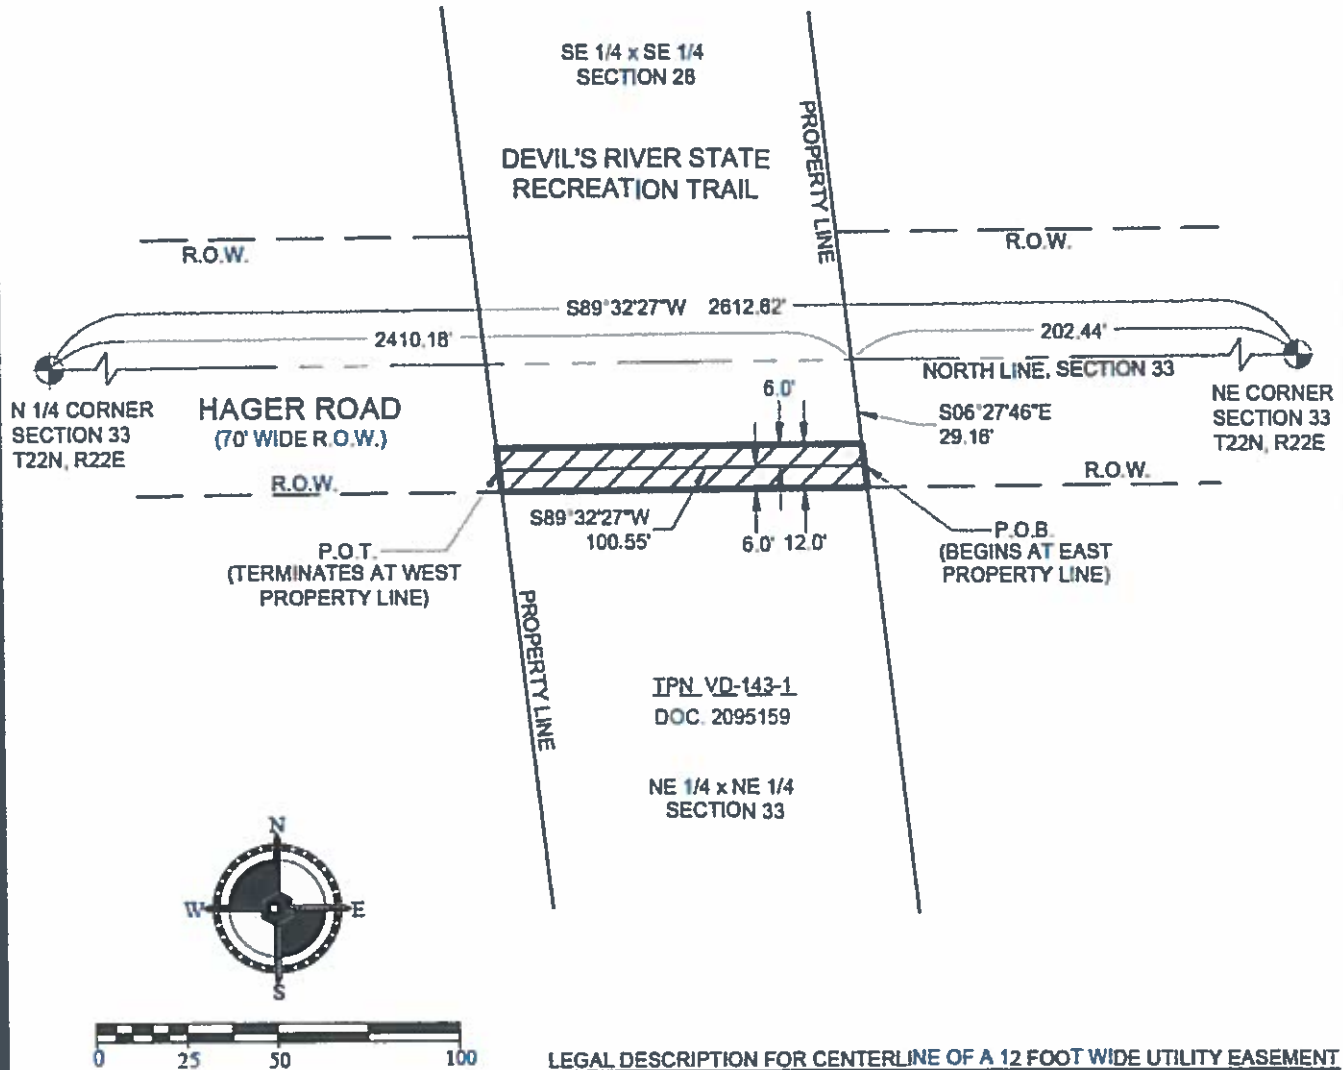 SE 1/4 x SE 1/4
SECTION 28
DEVIL'S RIVER STATE
RECREATION TRAIL
PROPERTY LINE
R.O.W.
R.O.W.
S89°32'27"W 2612.62'
2410.18'
202.44'
NORTH LINE, SECTION 33
N 1/4 CORNER
SECTION 33
T22N, R22E
HAGER ROAD
(70' WIDE R.O.W.)
6.0'
S06°27'46"E
29.16'
NE CORNER
SECTION 33
T22N, R22E
R.O.W.
R.O.W.
S89°32'27"W
100.55'
6.0' 12.0'
P.O.T.
(TERMINATES AT WEST
PROPERTY LINE)
P.O.B.
(BEGINS AT EAST
PROPERTY LINE)
PROPERTY LINE
TPN VD-143-1
DOC. 2095159
NE 1/4 x NE 1/4
SECTION 33
N
W E
S
0 25 50 100
LEGAL DESCRIPTION FOR CENTERLINE OF A 12 FOOT WIDE UTILITY EASEMENT